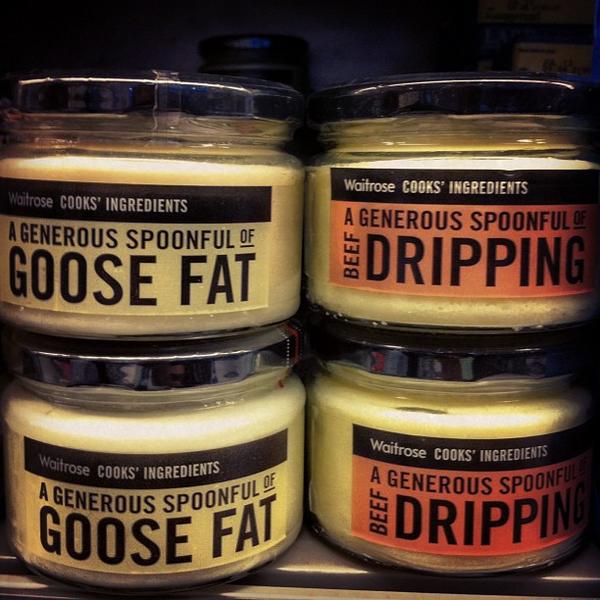 Waitrose COOKS' INGREDIENTS
A GENEROUS SPOONFUL OF
GOOSE FAT
Waitrose COOKS' INGREDIENTS
A GENEROUS SPOONFUL OF
BEEF DRIPPING
Waitrose COOKS' INGREDIENTS
A GENEROUS SPOONFUL OF
GOOSE FAT
Waitrose COOKS' INGREDIENTS
A GENEROUS SPOONFUL OF
BEEF DRIPPING